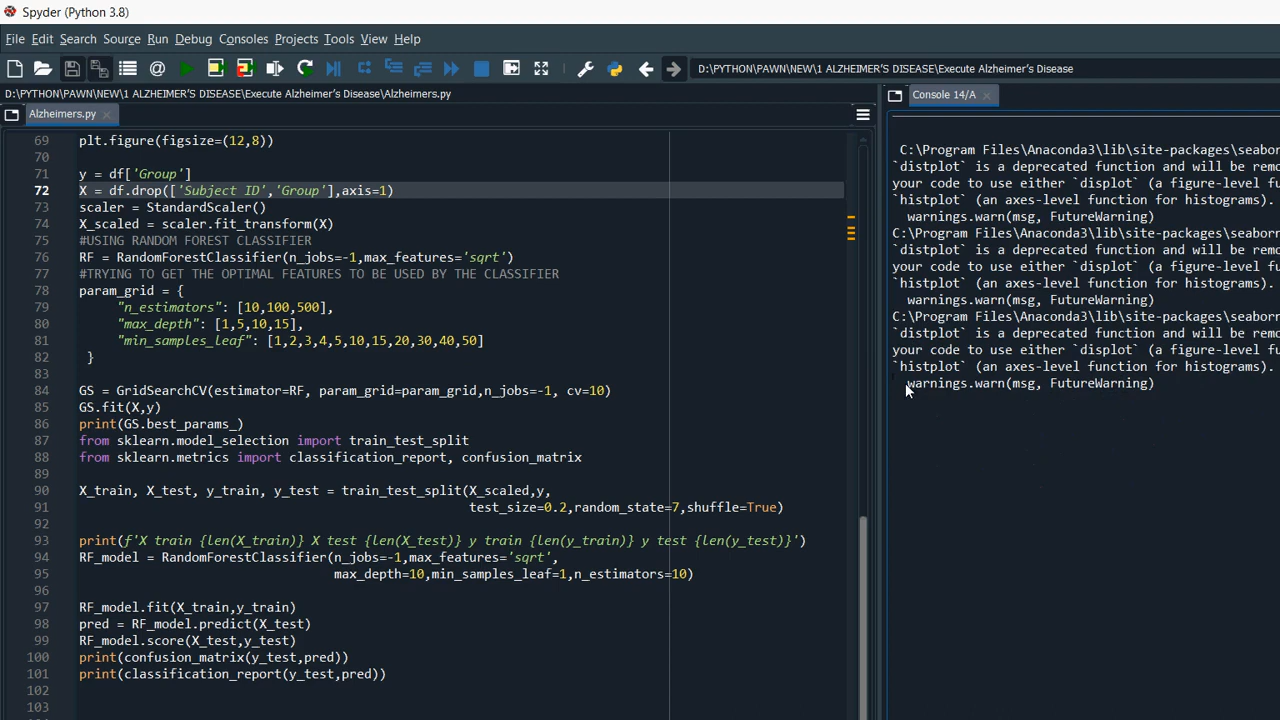 Spyder (Python 3.8)
File Edit Search Source Run Debug Consoles Projects Tools View Help
D:\PYTHON\PAWN\NEW\1 ALZHEIMER'S DISEASE\Execute Alzheimer's Disease
D:\PYTHON\PAWN\NEW\1 ALZHEIMER'S DISEASE\Execute Alzheimer's Disease\Alzheimers.py
Alzheimers.py
69 plt.figure(figsize=(12,8))
70
71 y = df['Group']
72 X = df.drop(['Subject ID','Group'],axis=1)
73 scaler = StandardScaler()
74 X_scaled = scaler.fit_transform(X)
75 #USING RANDOM FOREST CLASSIFIER
76 RF = RandomForestClassifier(n_jobs=-1,max_features='sqrt')
77 #TRYING TO GET THE OPTIMAL FEATURES TO BE USED BY THE CLASSIFIER
78 param_grid = {
79 "n_estimators": [10,100,500],
80 "max_depth": [1,5,10,15],
81 "min_samples_leaf": [1,2,3,4,5,10,15,20,30,40,50]
82 }
83
84 GS = GridSearchCV(estimator=RF, param_grid=param_grid,n_jobs=-1, cv=10)
85 GS.fit(X,y)
86 print(GS.best_params_)
87 from sklearn.model_selection import train_test_split
88 from sklearn.metrics import classification_report, confusion_matrix
89
90 X_train, X_test, y_train, y_test = train_test_split(X_scaled,y,
91 test_size=0.2,random_state=7,shuffle=True)
92
93 print(f'X train {len(X_train)} X test {len(X_test)} y train {len(y_train)} y test {len(y_test)}')
94 RF_model = RandomForestClassifier(n_jobs=-1,max_features='sqrt',
95 max_depth=10,min_samples_leaf=1,n_estimators=10)
96
97 RF_model.fit(X_train,y_train)
98 pred = RF_model.predict(X_test)
99 RF_model.score(X_test,y_test)
100 print(confusion_matrix(y_test,pred))
101 print(classification_report(y_test,pred))
102
103
Console 14/A
C:\Program Files\Anaconda3\lib\site-packages\seabor
`distplot` is a deprecated function and will be remo
your code to use either `displot` (a figure-level fu
`histplot` (an axes-level function for histograms).
warnings.warn(msg, FutureWarning)
C:\Program Files\Anaconda3\lib\site-packages\seaborn
`distplot` is a deprecated function and will be remo
your code to use either `displot` (a figure-level fu
`histplot` (an axes-level function for histograms).
warnings.warn(msg, FutureWarning)
C:\Program Files\Anaconda3\lib\site-packages\seaborn
`distplot` is a deprecated function and will be remo
your code to use either `displot` (a figure-level fu
`histplot` (an axes-level function for histograms).
warnings.warn(msg, FutureWarning)